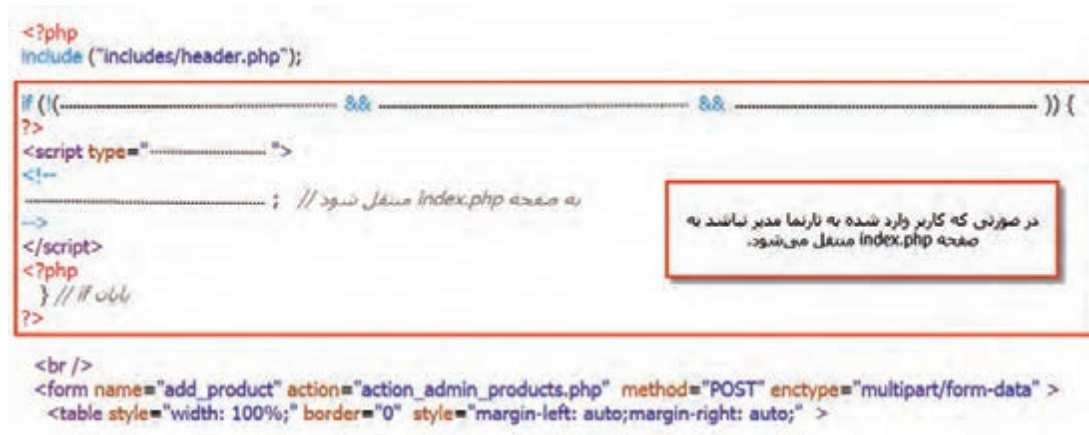 <?php
include ("includes/header.php");
if (!(........................ && ........................ && ........................ )) {
?>
<script type="............... ">
<!--
........................ ; // به صفحه index.php منتقل شود
-->
</script>
<?php
} // if پایان
?>
در صورتی که کاربر وارد شده به تارنما مدیر نباشد به
صفحه index.php منتقل می‌شود.
<br />
<form name="add_product" action="action_admin_products.php" method="POST" enctype="multipart/form-data" >
<table style="width: 100%;" border="0" style="margin-left: auto;margin-right: auto;" >